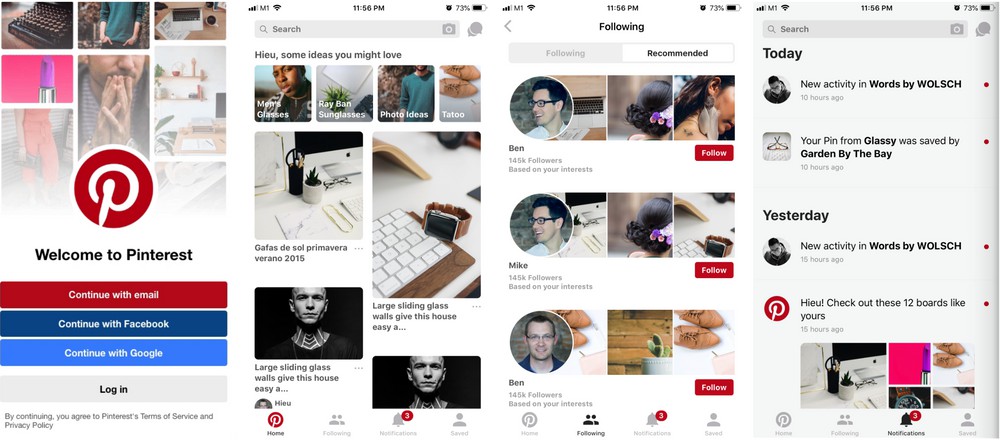 Welcome to Pinterest
Continue with email
Continue with Facebook
Continue with Google
Log in
By continuing, you agree to Pinterest's Terms of Service and
Privacy Policy
M1 11:56 PM 73%
Search
Hieu, some ideas you might love
Men's
Glasses
Ray Ban
Sunglasses
Photo Ideas
Tatoo
Gafas de sol primavera
verano 2015
...
Large sliding glass
walls give this house
easy a...
...
Large sliding glass
walls give this house
easy a...
...
Hieu
Home
Following
3
Notifications
Saved
M1 11:56 PM 73%
Following
Following
Recommended
Ben
145k Followers
Based on your interests
Follow
Mike
145k Followers
Based on your interests
Follow
Ben
145k Followers
Based on your interests
Follow
Following
3
Notifications
Saved
M1 11:56 PM 73%
Search
Today
New activity in Words by WOLSCH
10 hours ago
Your Pin from Glassy was saved by
Garden By The Bay
10 hours ago
Yesterday
New activity in Words by WOLSCH
15 hours ago
Hieu! Check out these 12 boards like
yours
15 hours ago
Following
3
Notifications
Saved